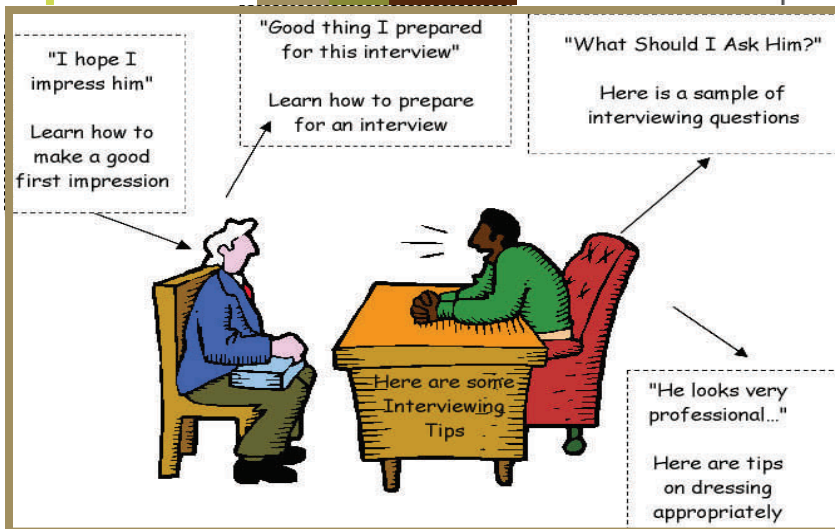 "I hope I
impress him"
Learn how to
make a good
first impression
"Good thing I prepared
for this interview"
Learn how to prepare
for an interview
"What Should I Ask Him?"
Here is a sample of
interviewing questions
Here are some
Interviewing
Tips
"He looks very
professional..."
Here are tips
on dressing
appropriately